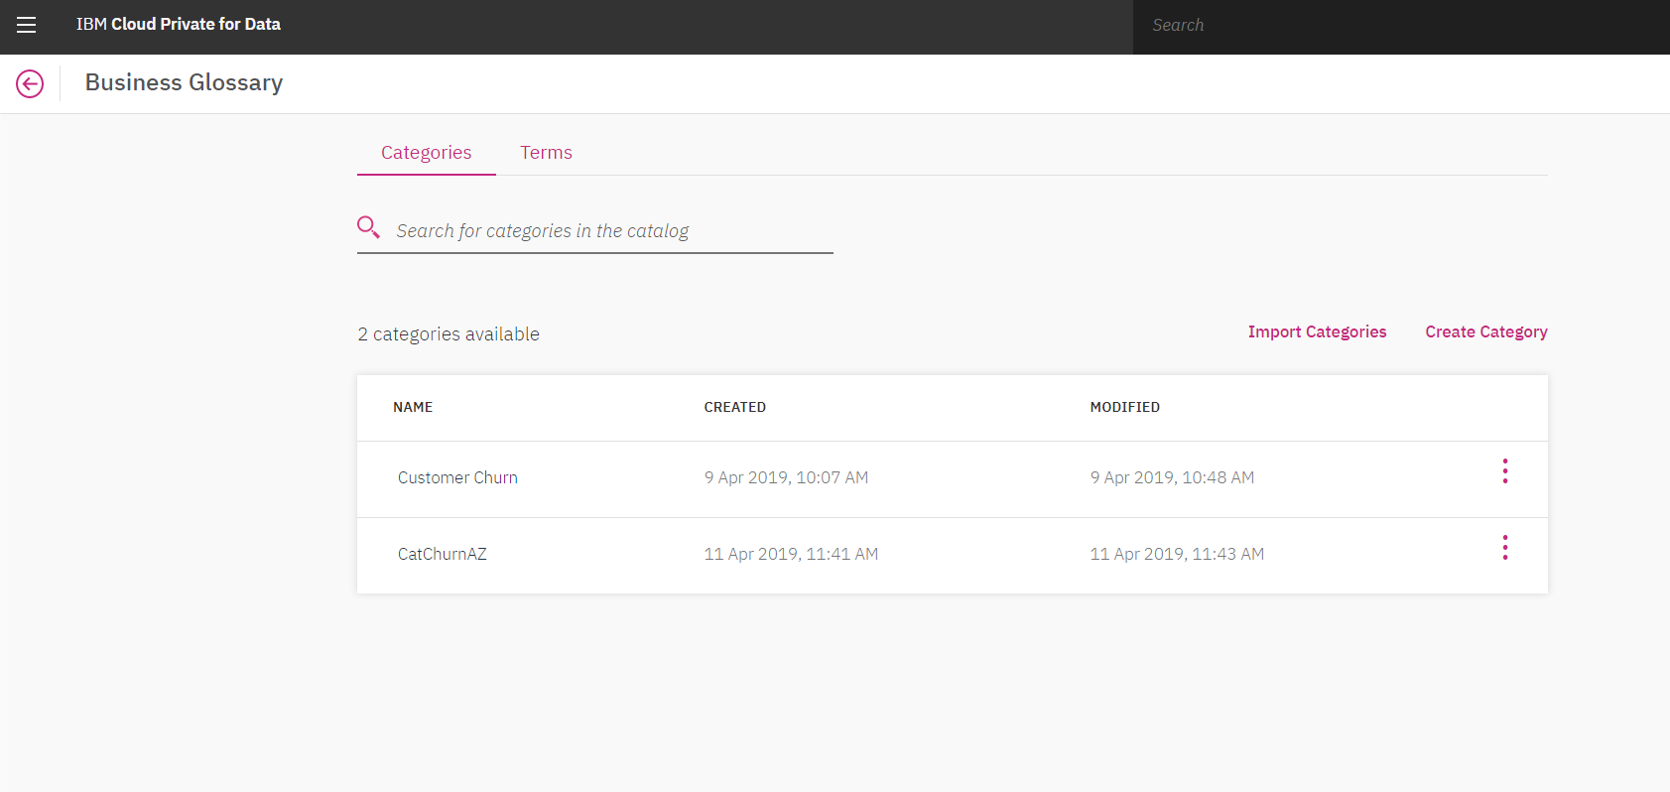 IBM Cloud Private for Data Search
Business Glossary
Categories Terms
Search for categories in the catalog
2 categories available Import Categories Create Category
NAME CREATED MODIFIED
Customer Churn 9 Apr 2019, 10:07 AM 9 Apr 2019, 10:48 AM
CatChurnAZ 11 Apr 2019, 11:41 AM 11 Apr 2019, 11:43 AM